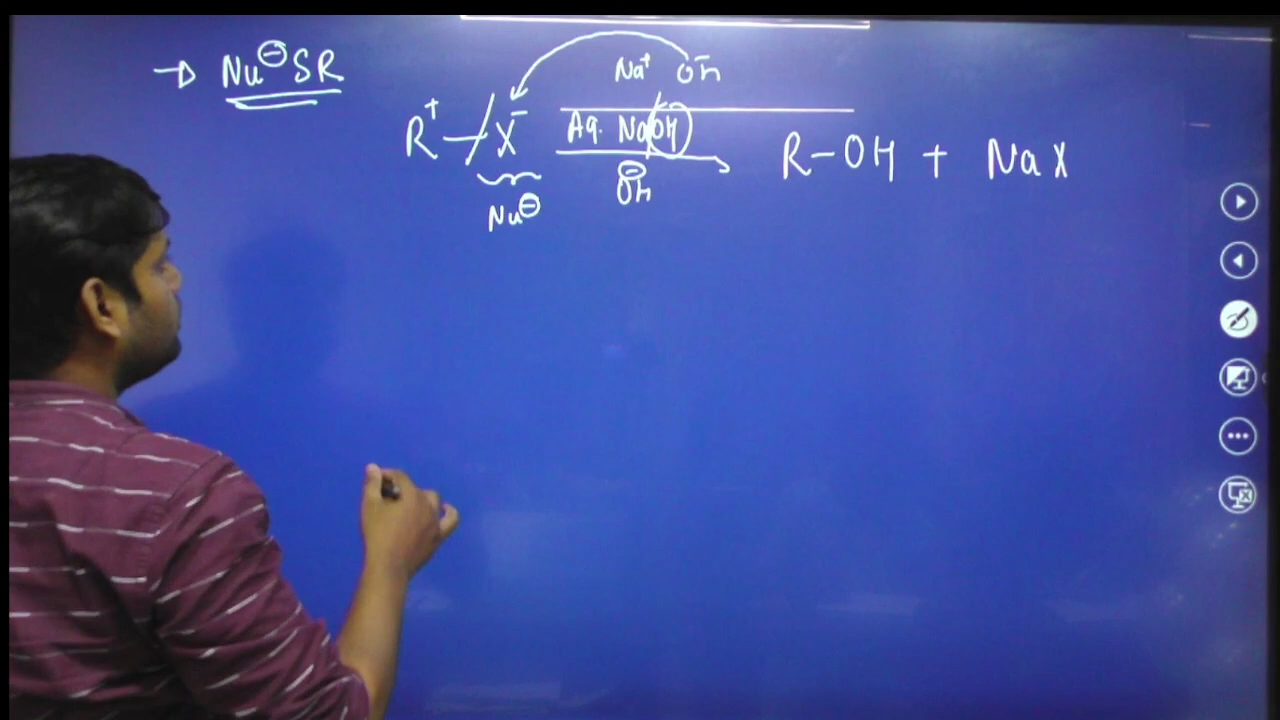 → Nu⊖ SR
Na⁺ OH⁻
R⁺ – X⁻ Aq. NaOH → R–OH + NaX
⊖
OH
Nu⊖